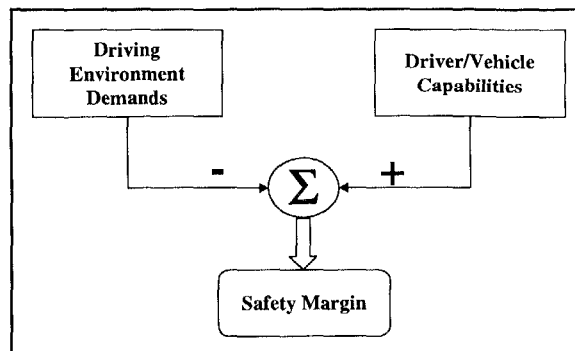 Driving
Environment
Demands
Driver/Vehicle
Capabilities
-
+
Σ
Safety Margin